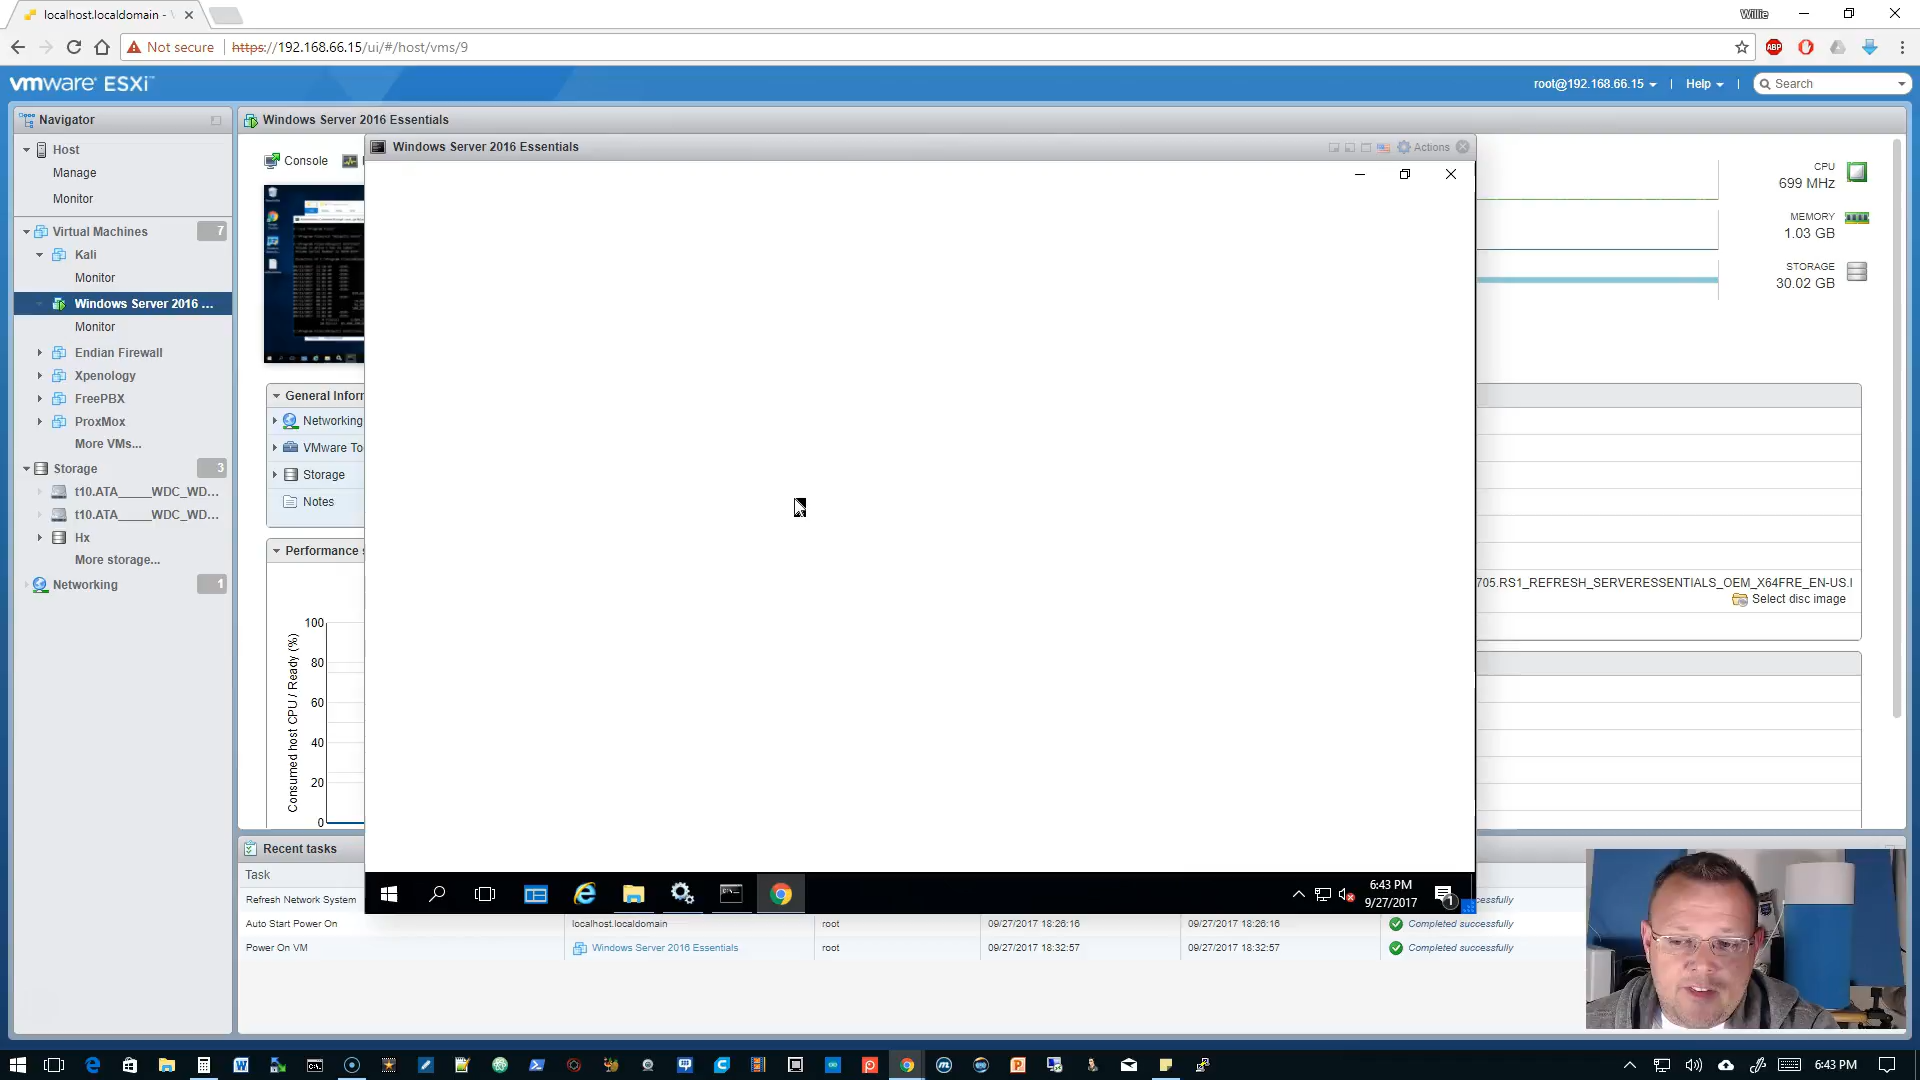 localhost.localdomain -
Willie
Not secure
https://192.168.66.15/ui/#/host/vms/9
ABP
vmware ESXi
root@192.168.66.15
Help
Search
Navigator
Host
Manage
Monitor
Virtual Machines
7
Kali
Monitor
Windows Server 2016 ...
Monitor
Endian Firewall
Xpenology
FreePBX
ProxMox
More VMs...
Storage
3
t10.ATA_____WDC_WD...
t10.ATA_____WDC_WD...
Hx
More storage...
Networking
1
Windows Server 2016 Essentials
Console
Windows Server 2016 Essentials
Actions
CPU
699 MHz
MEMORY
1.03 GB
STORAGE
30.02 GB
General Inforr
Networking
VMware To
Storage
Notes
705.RS1_REFRESH_SERVERESSENTIALS_OEM_X64FRE_EN-US.I
Select disc image
Performance s
Consumed host CPU / Ready (%)
100
80
60
40
20
0
6:43 PM
9/27/2017
1
Recent tasks
Task
Refresh Network System
essfully
Auto Start Power On
localhost.localdomain
root
09/27/2017 18:26:16
09/27/2017 18:26:16
Completed successfully
Power On VM
Windows Server 2016 Essentials
root
09/27/2017 18:32:57
09/27/2017 18:32:57
Completed successfully
6:43 PM